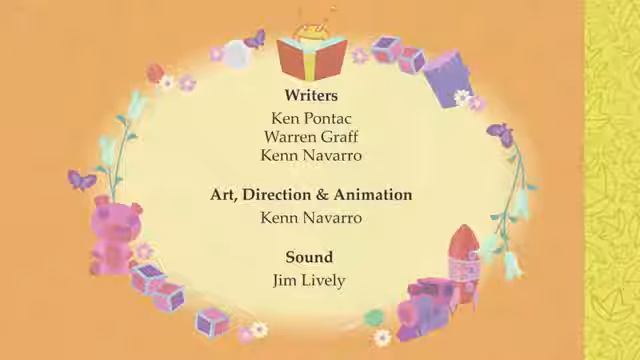 Writers
Ken Pontac
Warren Graff
Kenn Navarro
Art, Direction & Animation
Kenn Navarro
Sound
Jim Lively